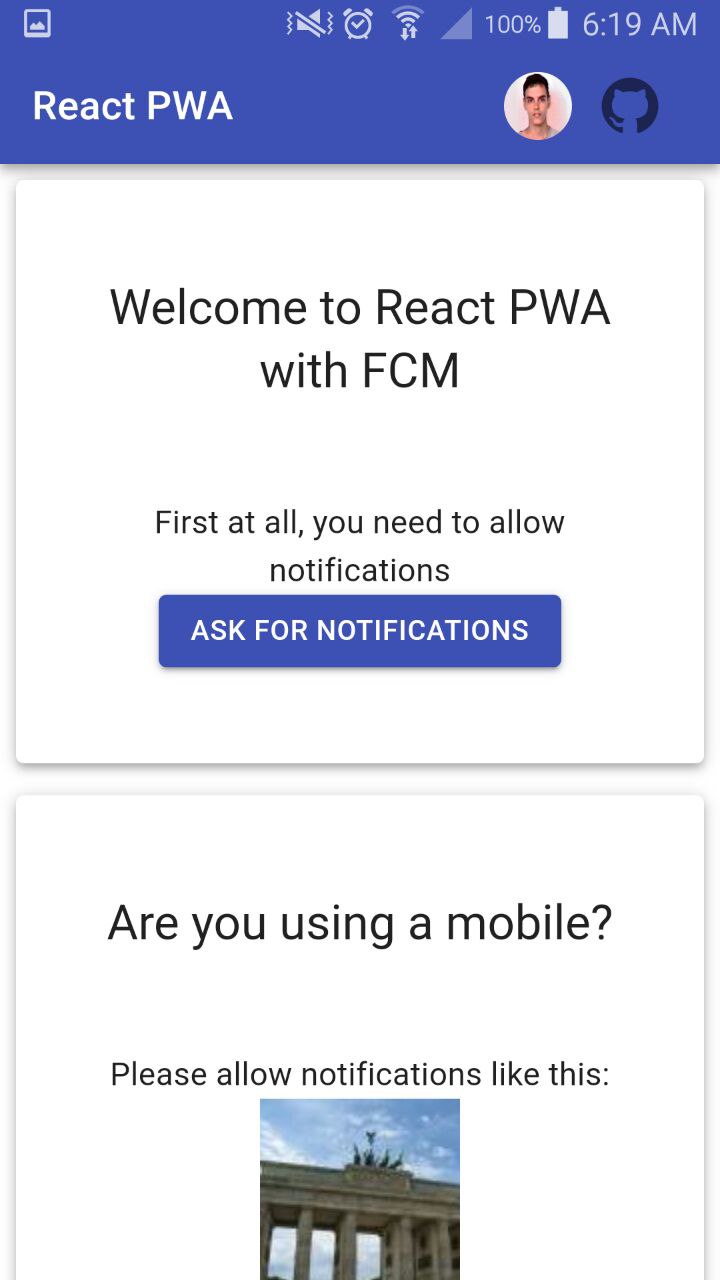 100% 6:19 AM
React PWA
Welcome to React PWA
with FCM
First at all, you need to allow
notifications
ASK FOR NOTIFICATIONS
Are you using a mobile?
Please allow notifications like this: